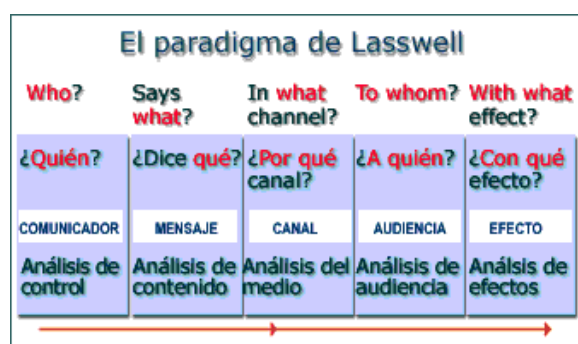 El paradigma de Lasswell
Who?
Says
what?
In what
channel?
To whom?
With what
effect?
¿Quién?
¿Dice qué?
¿Por qué
canal?
¿A quién?
¿Con qué
efecto?
COMUNICADOR
MENSAJE
CANAL
AUDIENCIA
EFECTO
Análisis de
control
Análisis de
contenido
Análisis del
medio
Análisis de
audiencia
Análsis de
efectos